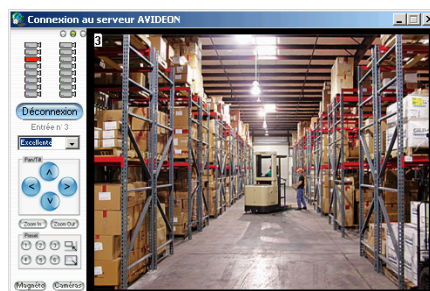 Connexion au serveur AVIDEON
3
Déconnexion
Entrée n° 3
Excellente
Pan/Tilt
Zoom In Zoom Out
Preset
Magnéto Caméras